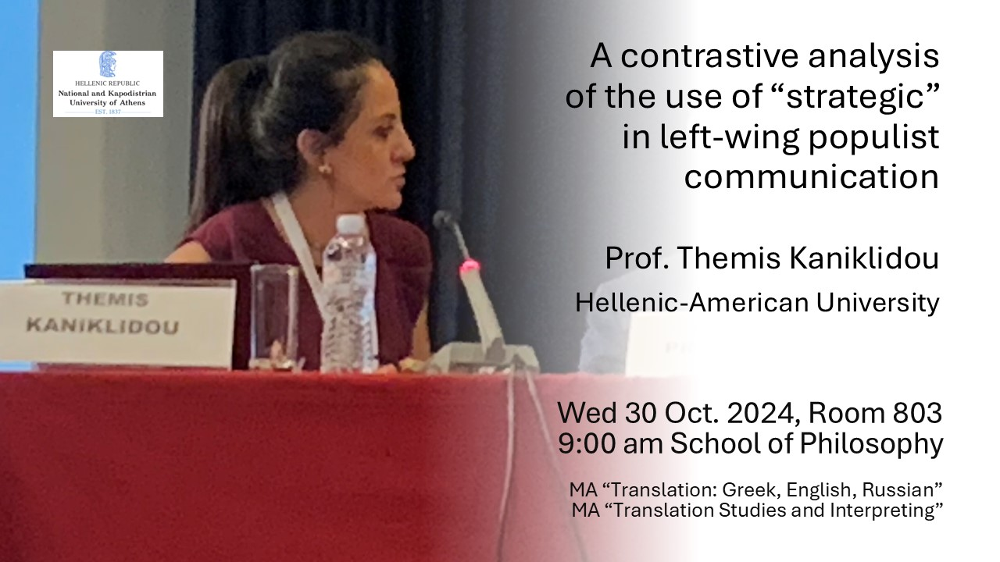 HELLENIC REPUBLIC
National and Kapodistrian
University of Athens
EST. 1837
THEMIS
KANIKLIDOU
A contrastive analysis
of the use of “strategic”
in left-wing populist
communication
Prof. Themis Kaniklidou
Hellenic-American University
Wed 30 Oct. 2024, Room 803
9:00 am School of Philosophy
MA “Translation: Greek, English, Russian”
MA “Translation Studies and Interpreting”